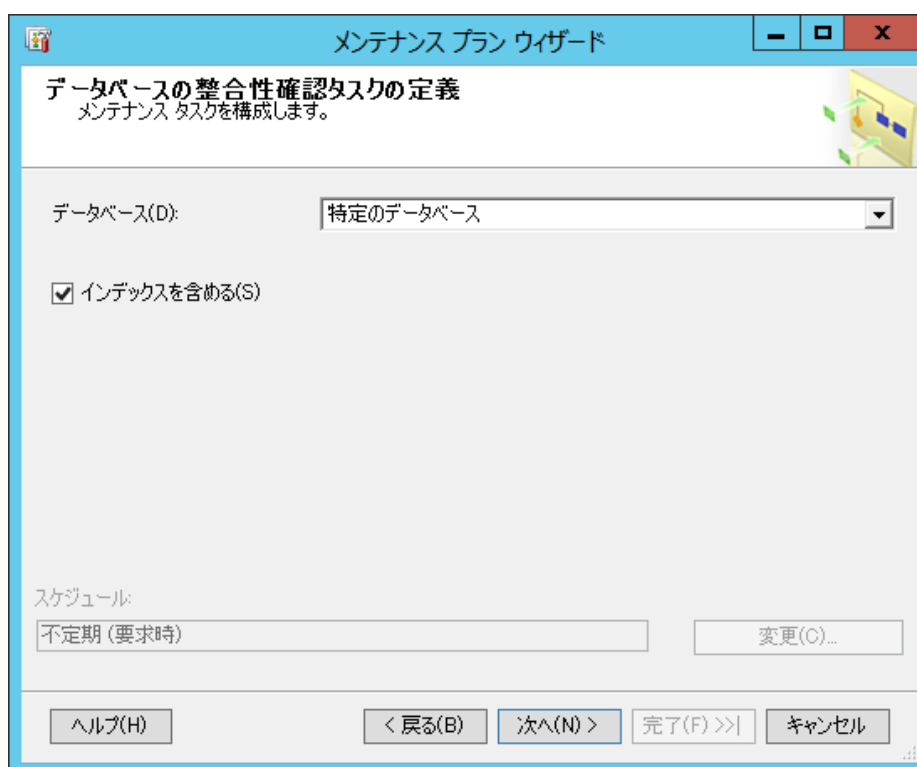 メンテナンス プラン ウィザード
データベースの整合性確認タスクの定義
メンテナンス タスクを構成します。
データベース(D):
特定のデータベース
インデックスを含める(S)
スケジュール:
不定期 (要求時)
変更(C)...
ヘルプ(H)
< 戻る(B)
次へ(N) >
完了(F) >>|
キャンセル